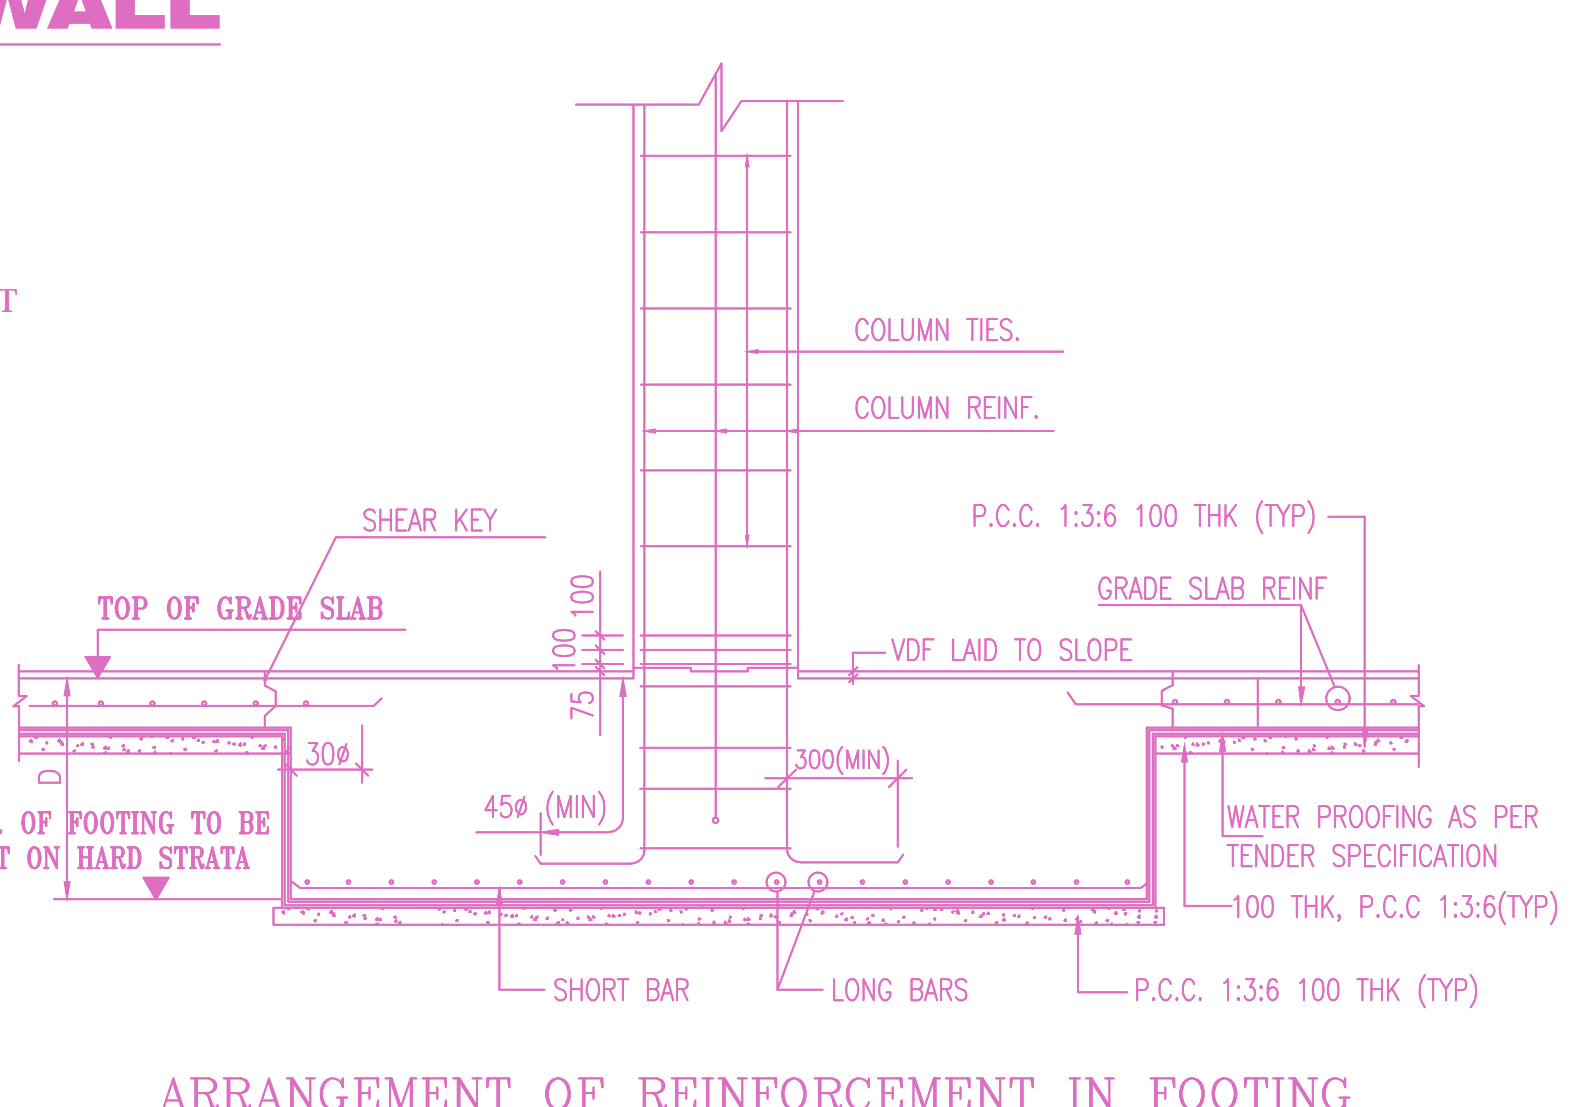 WALL
T
COLUMN TIES.
COLUMN REINF.
P.C.C. 1:3:6 100 THK (TYP)
SHEAR KEY
GRADE SLAB REINF
TOP OF GRADE SLAB
100
100
75
VDF LAID TO SLOPE
30ø
300(MIN)
D
45ø (MIN)
. OF FOOTING TO BE
T ON HARD STRATA
WATER PROOFING AS PER
TENDER SPECIFICATION
100 THK, P.C.C 1:3:6(TYP)
SHORT BAR
LONG BARS
P.C.C. 1:3:6 100 THK (TYP)
ARRANGEMENT OF REINFORCEMENT IN FOOTING